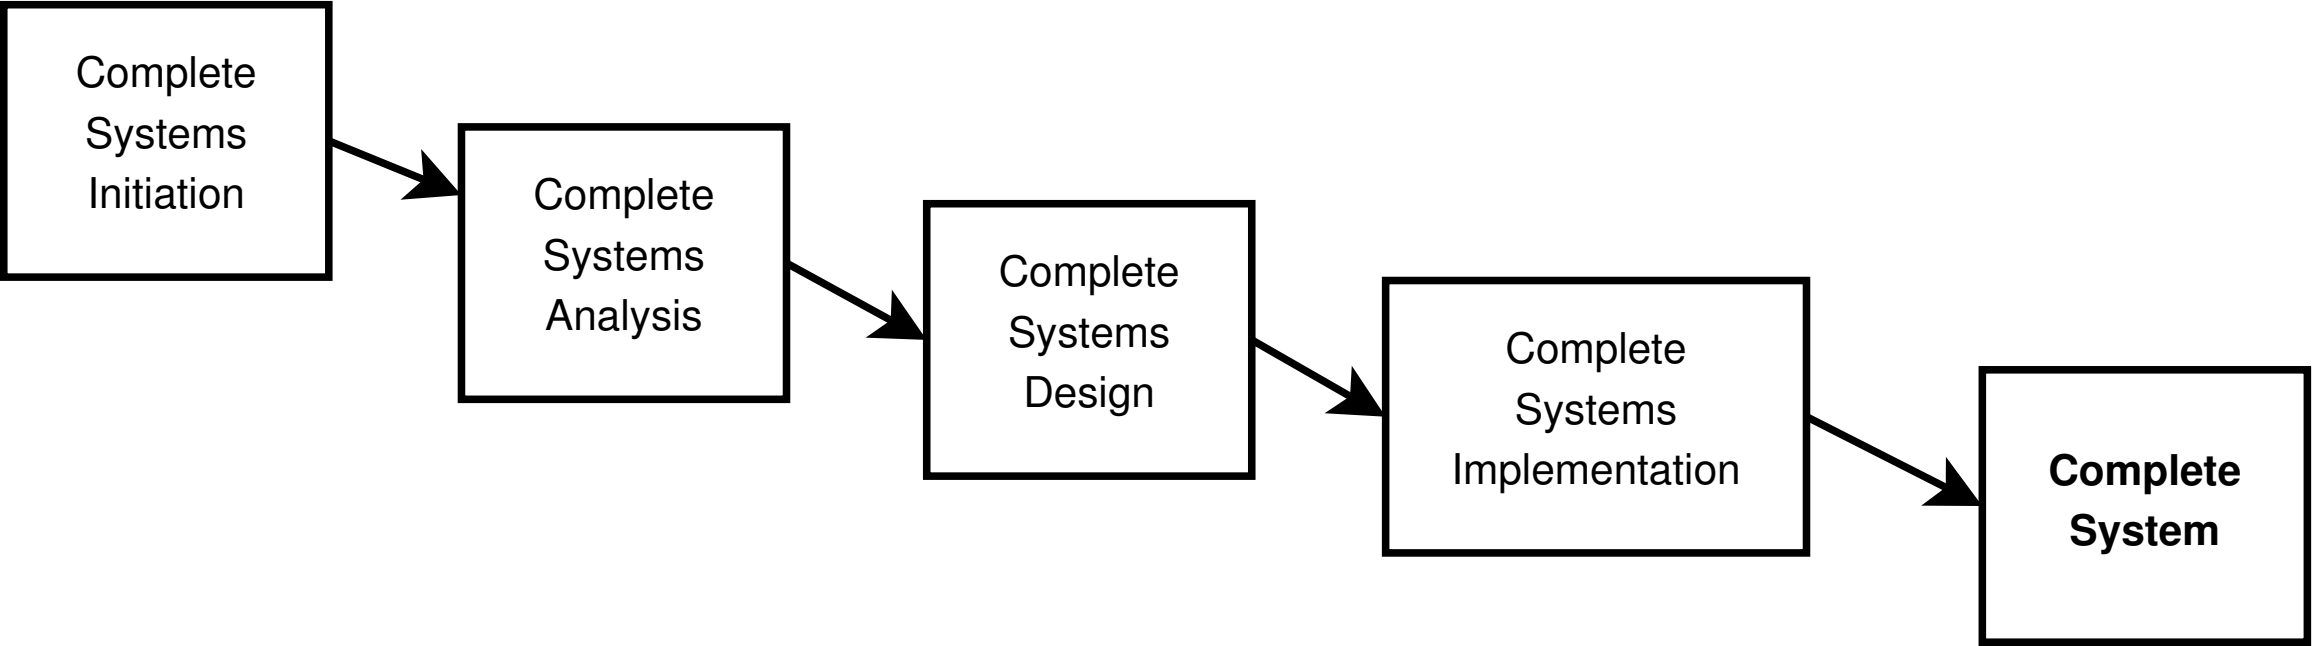 Complete
Systems
Initiation
Complete
Systems
Analysis
Complete
Systems
Design
Complete
Systems
Implementation
Complete
System